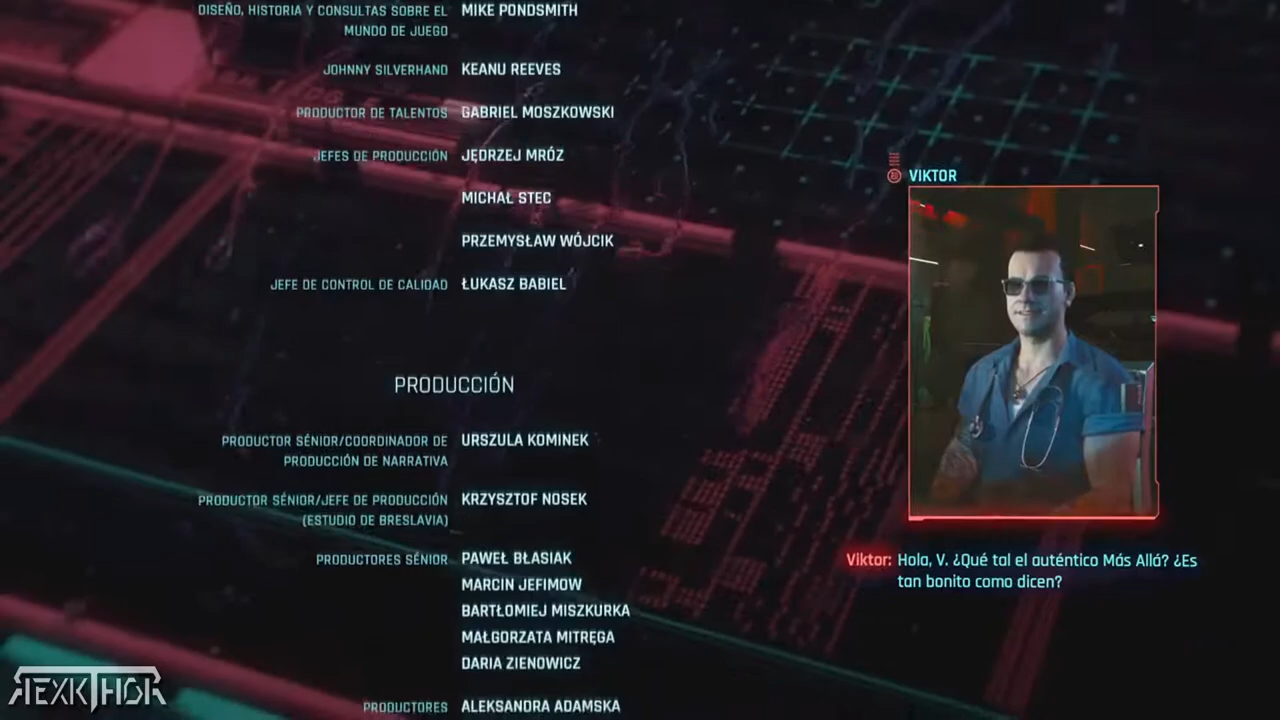 DISEÑO, HISTORIA Y CONSULTAS SOBRE EL MUNDO DE JUEGO MIKE PONDSMITH
JOHNNY SILVERHAND KEANU REEVES
PRODUCTOR DE TALENTOS GABRIEL MOSZKOWSKI
JEFES DE PRODUCCIÓN JĘDRZEJ MRÓZ
MICHAŁ STEC
PRZEMYSŁAW WÓJCIK
JEFE DE CONTROL DE CALIDAD ŁUKASZ BABIEL
PRODUCCIÓN
PRODUCTOR SÉNIOR/COORDINADOR DE PRODUCCIÓN DE NARRATIVA URSZULA KOMINEK
PRODUCTOR SÉNIOR/JEFE DE PRODUCCIÓN (ESTUDIO DE BRESLAVIA) KRZYSZTOF NOSEK
PRODUCTORES SÉNIOR PAWEŁ BŁASIAK
MARCIN JEFIMOW
BARTŁOMIEJ MISZKURKA
MAŁGORZATA MITRĘGA
DARIA ZIENOWICZ
PRODUCTORES ALEKSANDRA ADAMSKA
VIKTOR
Viktor: Hola, V. ¿Qué tal el auténtico Más Allá? ¿Es
tan bonito como dicen?
REXKTHOR